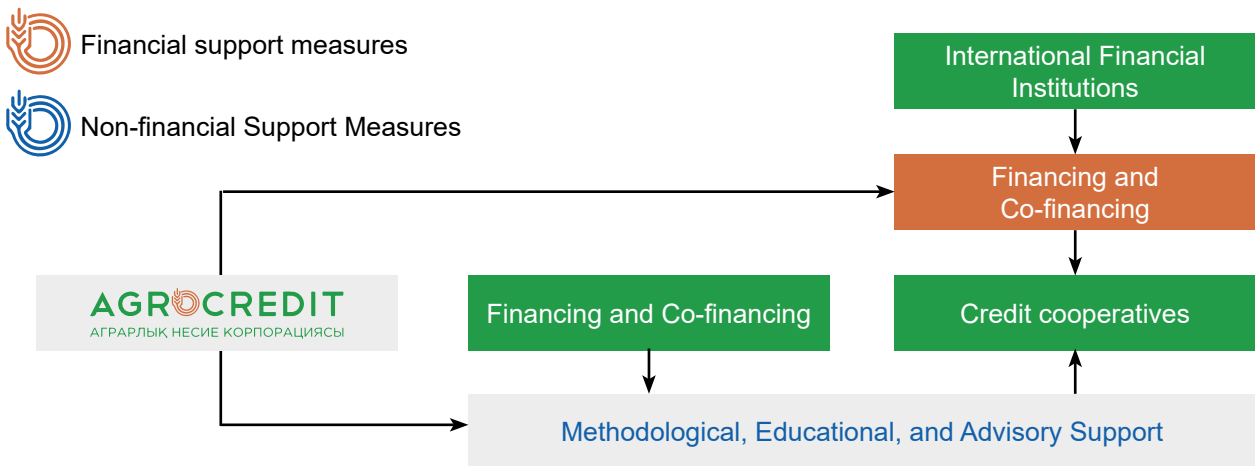 Financial support measures
Non-financial Support Measures
International Financial
Institutions
Financing and
Co-financing
AGROCREDIT
АГРАРЛЫҚ НЕСИЕ КОРПОРАЦИЯСЫ
Financing and Co-financing
Credit cooperatives
Methodological, Educational, and Advisory Support